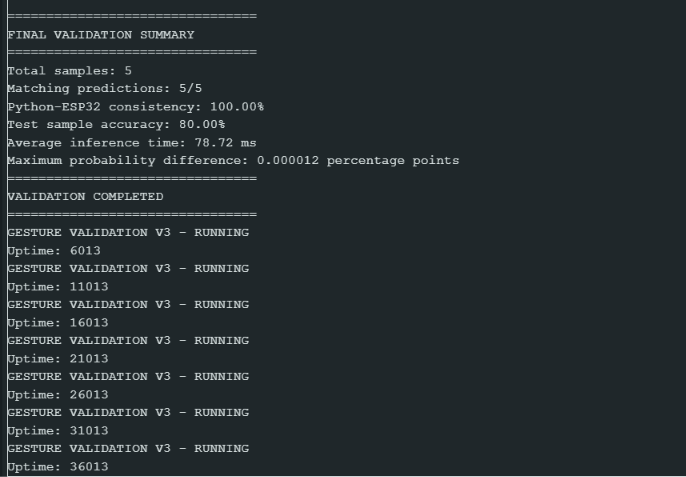 ================================
FINAL VALIDATION SUMMARY
================================
Total samples: 5
Matching predictions: 5/5
Python-ESP32 consistency: 100.00%
Test sample accuracy: 80.00%
Average inference time: 78.72 ms
Maximum probability difference: 0.000012 percentage points
================================
VALIDATION COMPLETED
================================
GESTURE VALIDATION V3 - RUNNING
Uptime: 6013
GESTURE VALIDATION V3 - RUNNING
Uptime: 11013
GESTURE VALIDATION V3 - RUNNING
Uptime: 16013
GESTURE VALIDATION V3 - RUNNING
Uptime: 21013
GESTURE VALIDATION V3 - RUNNING
Uptime: 26013
GESTURE VALIDATION V3 - RUNNING
Uptime: 31013
GESTURE VALIDATION V3 - RUNNING
Uptime: 36013